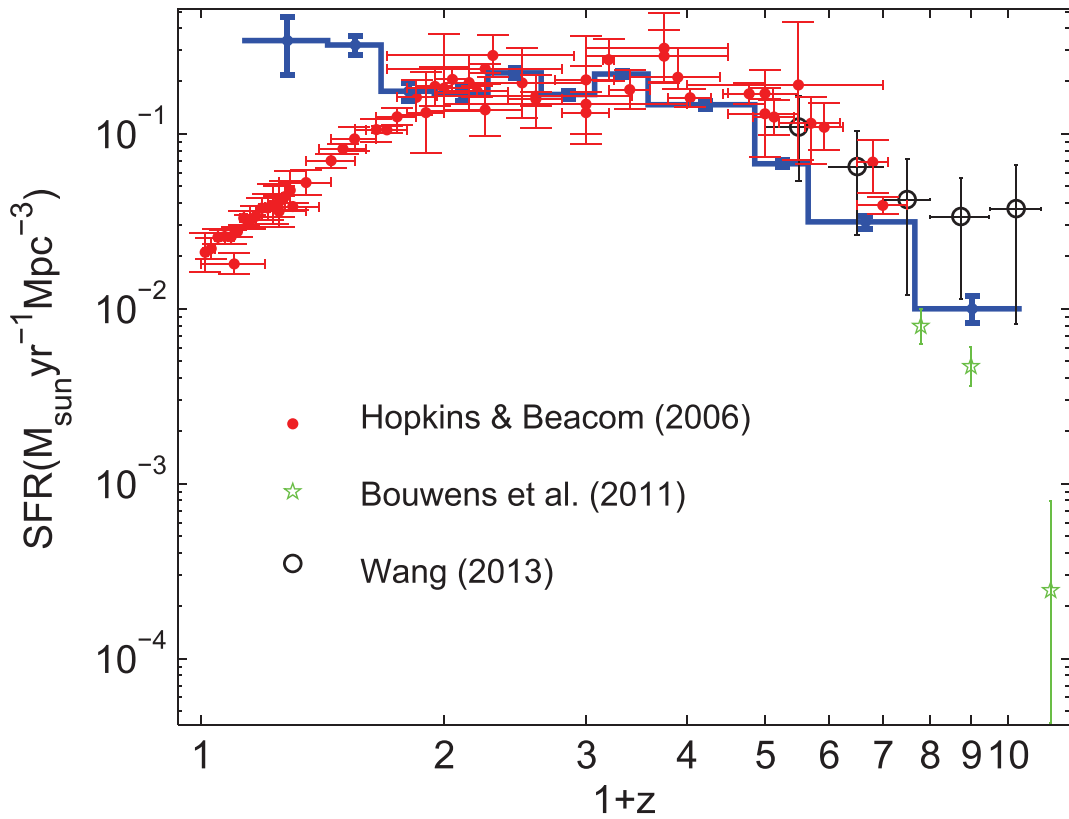 SFR(M_sun yr^−1 Mpc^−3)
10^−1
10^−2
10^−3
10^−4
Hopkins & Beacom (2006)
Bouwens et al. (2011)
Wang (2013)
1 2 3 4 5 6 7 8 9 10
1+z